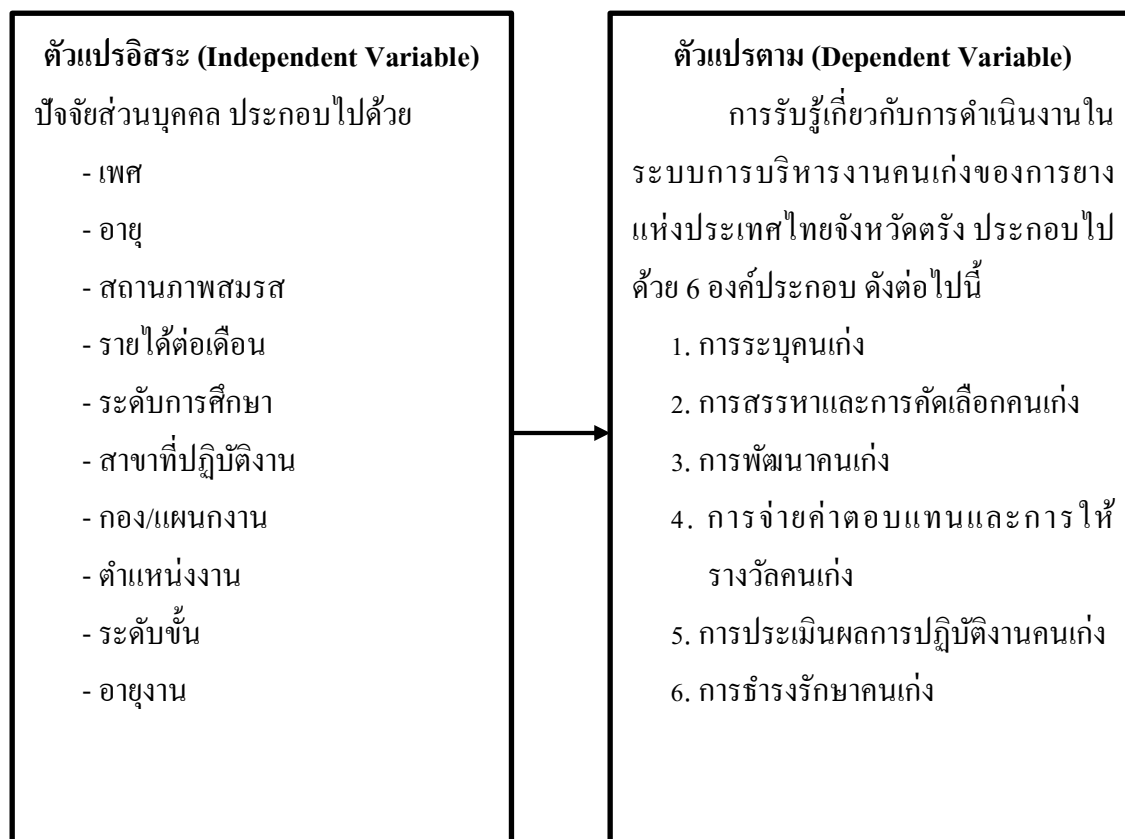 ตัวแปรอิสระ (Independent Variable)
ปัจจัยส่วนบุคคล ประกอบไปด้วย
- เพศ
- อายุ
- สถานภาพสมรส
- รายได้ต่อเดือน
- ระดับการศึกษา
- สาขาที่ปฏิบัติงาน
- กอง/แผนกงาน
- ตำแหน่งงาน
- ระดับขั้น
- อายุงาน
ตัวแปรตาม (Dependent Variable)
การรับรู้เกี่ยวกับการดำเนินงานใน
ระบบการบริหารงานคนเก่งของการยาง
แห่งประเทศไทยจังหวัดตรัง ประกอบไป
ด้วย 6 องค์ประกอบ ดังต่อไปนี้
1. การระบุคนเก่ง
2. การสรรหาและการคัดเลือกคนเก่ง
3. การพัฒนาคนเก่ง
4. การจ่ายค่าตอบแทนและการให้
รางวัลคนเก่ง
5. การประเมินผลการปฏิบัติงานคนเก่ง
6. การธำรงรักษาคนเก่ง